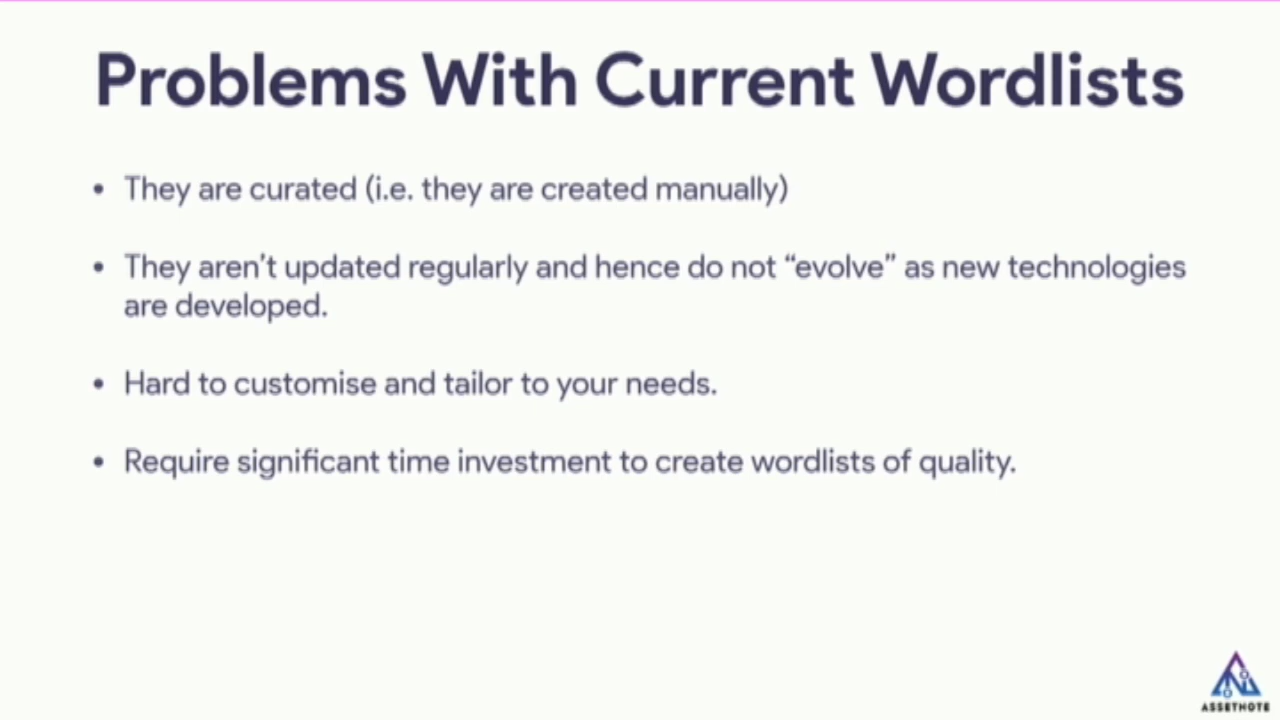 Problems With Current Wordlists
• They are curated (i.e. they are created manually)
• They aren’t updated regularly and hence do not “evolve” as new technologies
are developed.
• Hard to customise and tailor to your needs.
• Require significant time investment to create wordlists of quality.
ASSETNOTE